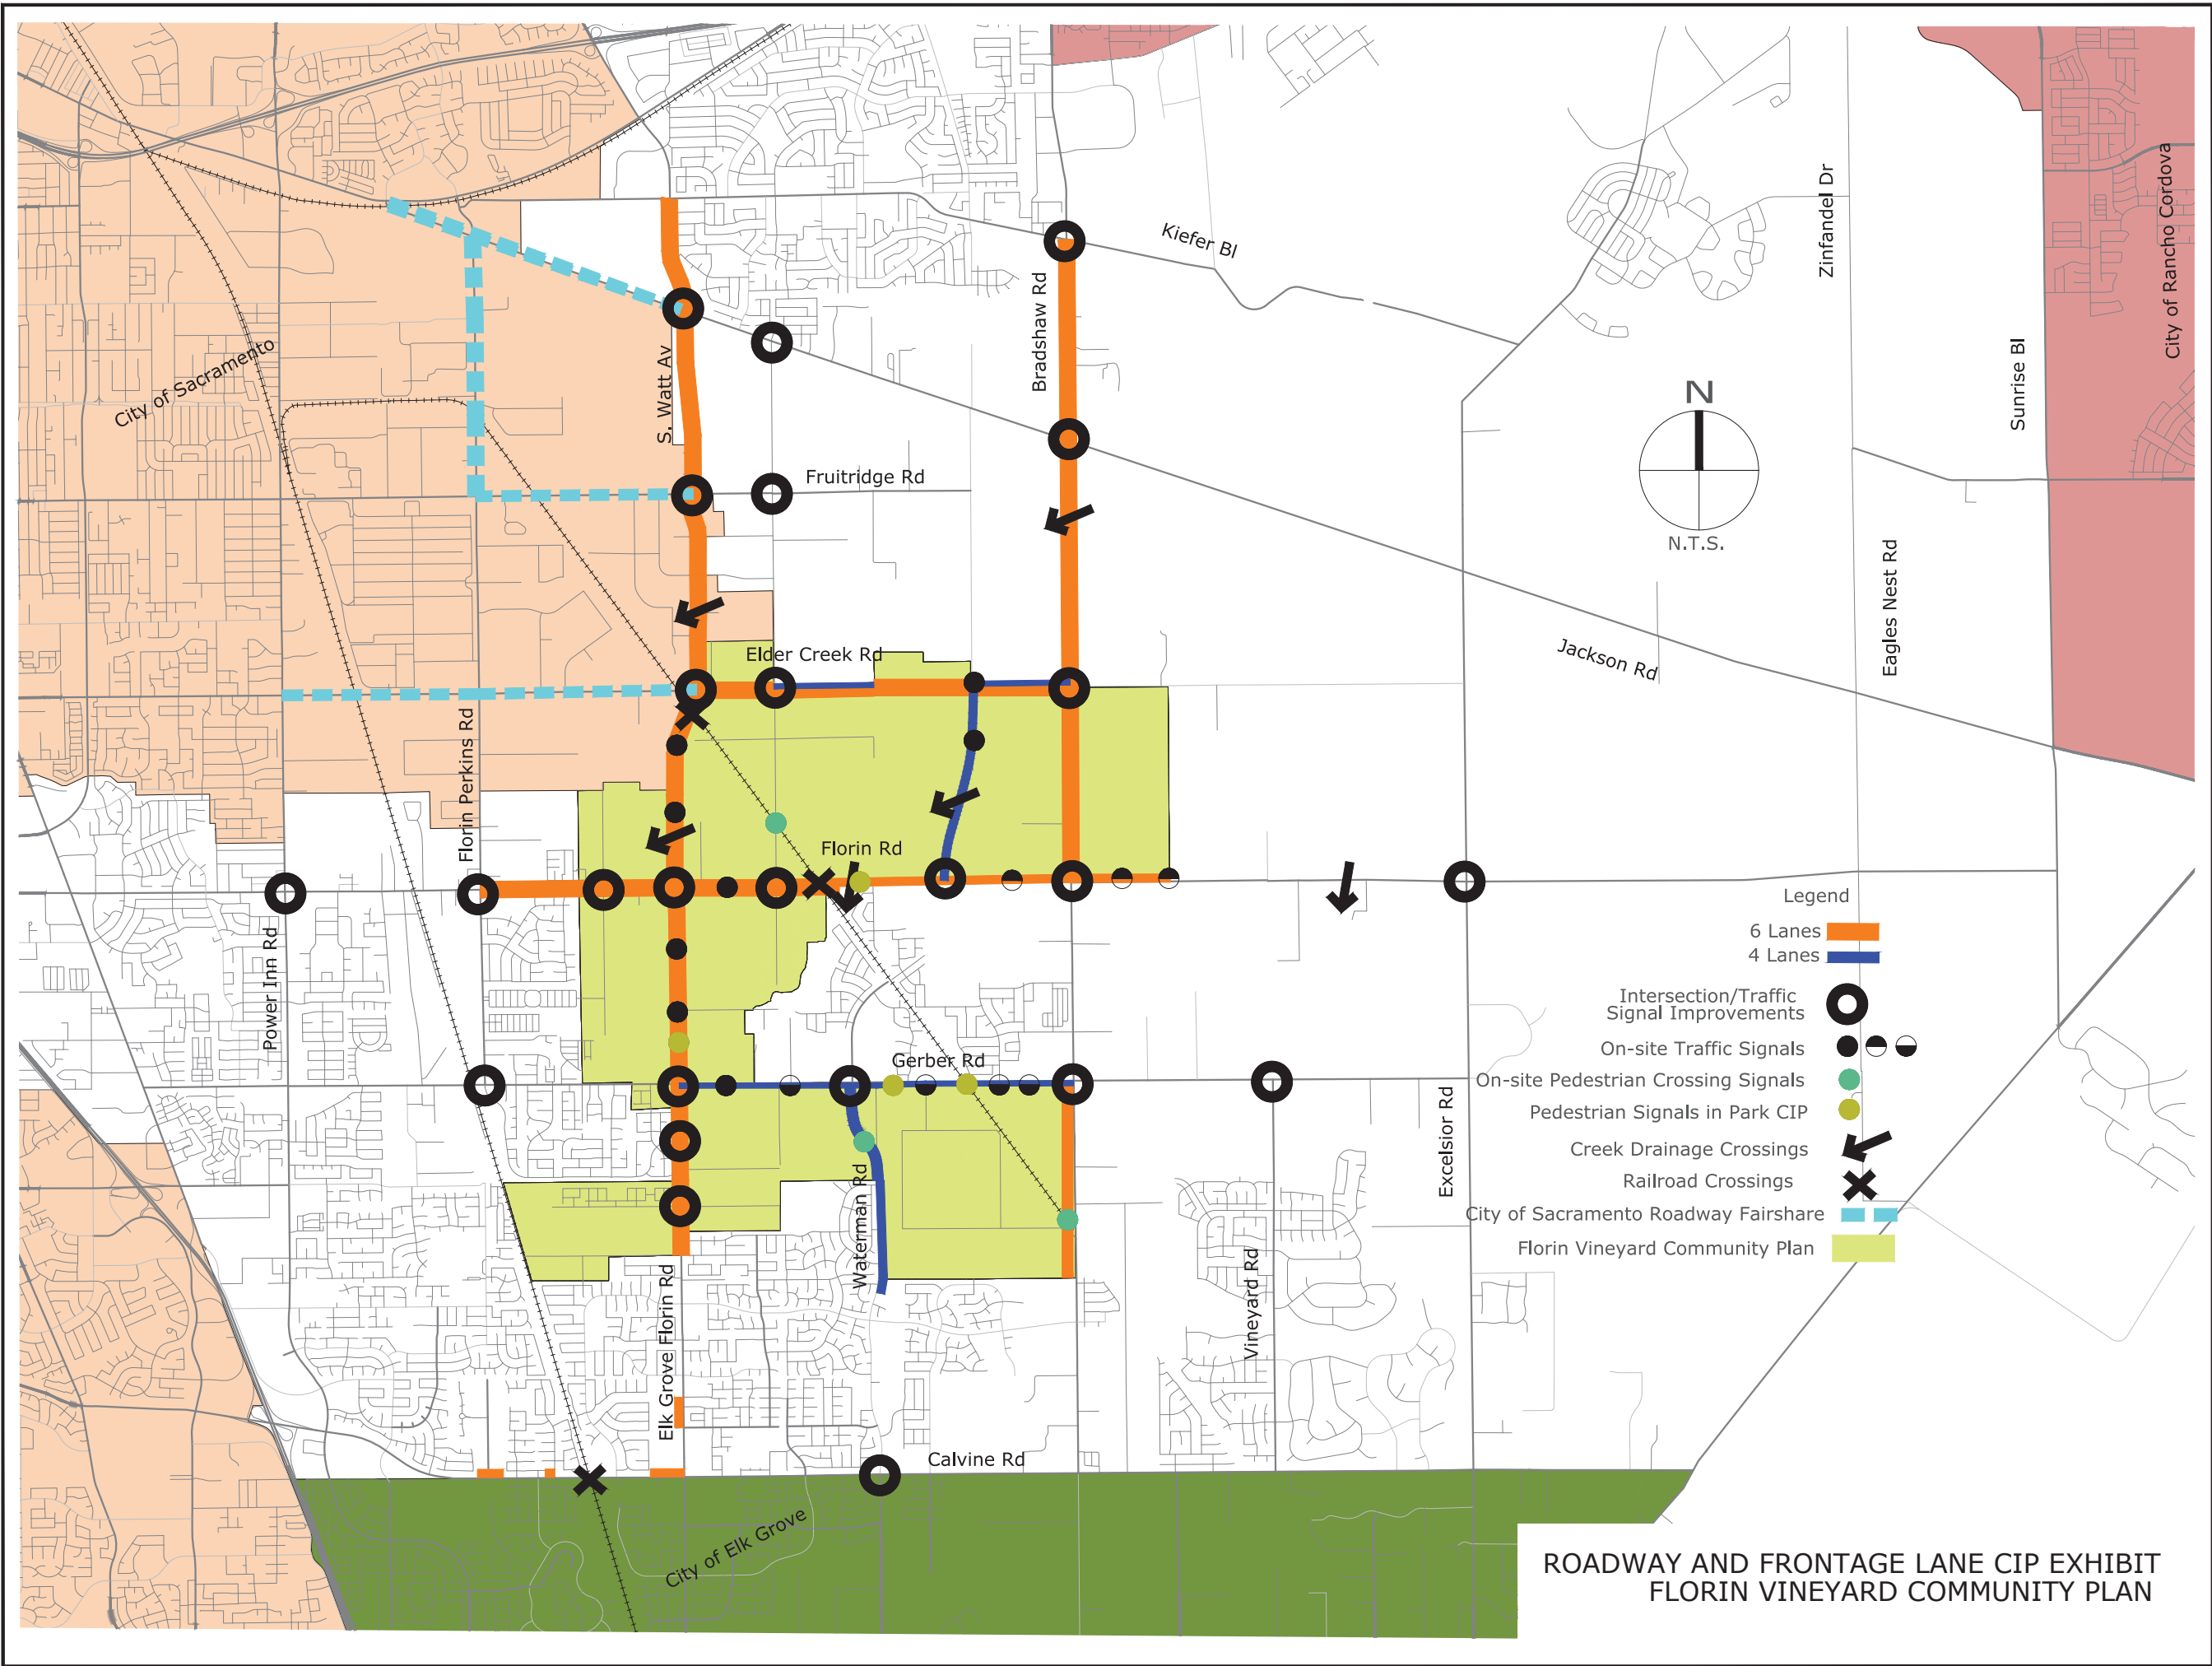 Kiefer Bl
Zinfandel Dr
City of Rancho Cordova
Bradshaw Rd
City of Sacramento
S. Watt Av
Sunrise Bl
N
Fruitridge Rd
N.T.S.
Eagles Nest Rd
Elder Creek Rd
Jackson Rd
Florin Perkins Rd
Florin Rd
Power Inn Rd
Gerber Rd
Excelsior Rd
Waterman Rd
Vineyard Rd
Elk Grove Florin Rd
Calvine Rd
City of Elk Grove
Legend
6 Lanes
4 Lanes
Intersection/Traffic
Signal Improvements
On-site Traffic Signals
On-site Pedestrian Crossing Signals
Pedestrian Signals in Park CIP
Creek Drainage Crossings
Railroad Crossings
City of Sacramento Roadway Fairshare
Florin Vineyard Community Plan
ROADWAY AND FRONTAGE LANE CIP EXHIBIT
FLORIN VINEYARD COMMUNITY PLAN